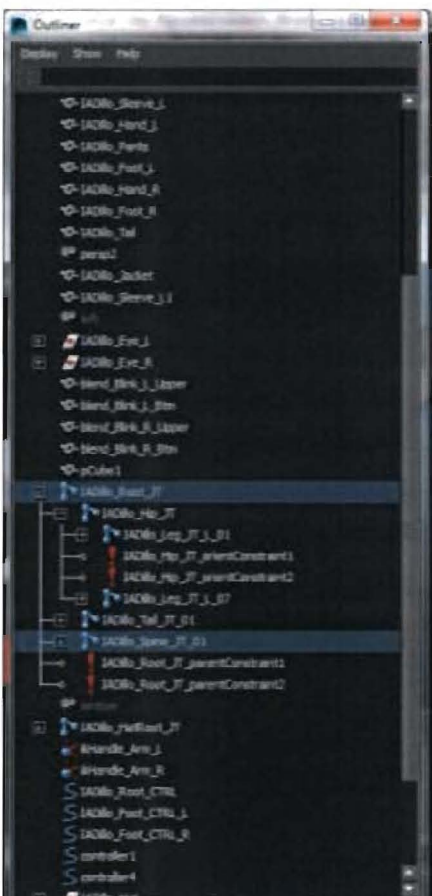 Outliner
Display Show Help
IADillo_Sleeve_L
IADillo_Hand_L
IADillo_Pants
IADillo_Foot_L
IADillo_Hand_R
IADillo_Foot_R
IADillo_Tail
persp2
IADillo_Jacket
IADillo_Sleeve_L1
left
IADillo_Eye_L
IADillo_Eye_R
blend_Blink_L_Upper
blend_Blink_L_Btm
blend_Blink_R_Upper
blend_Blink_R_Btm
pCube1
IADillo_Root_JT
IADillo_Hip_JT
IADillo_Leg_JT_L_01
IADillo_Hip_JT_orientConstraint1
IADillo_Hip_JT_orientConstraint2
IADillo_Leg_JT_L_07
IADillo_Tail_JT_01
IADillo_Spine_JT_01
IADillo_Root_JT_parentConstraint1
IADillo_Root_JT_parentConstraint2
IADillo_HatRoot_JT
ikHandle_Arm_L
ikHandle_Arm_R
IADillo_Root_CTRL
IADillo_Foot_CTRL_L
IADillo_Foot_CTRL_R
controller1
controller4